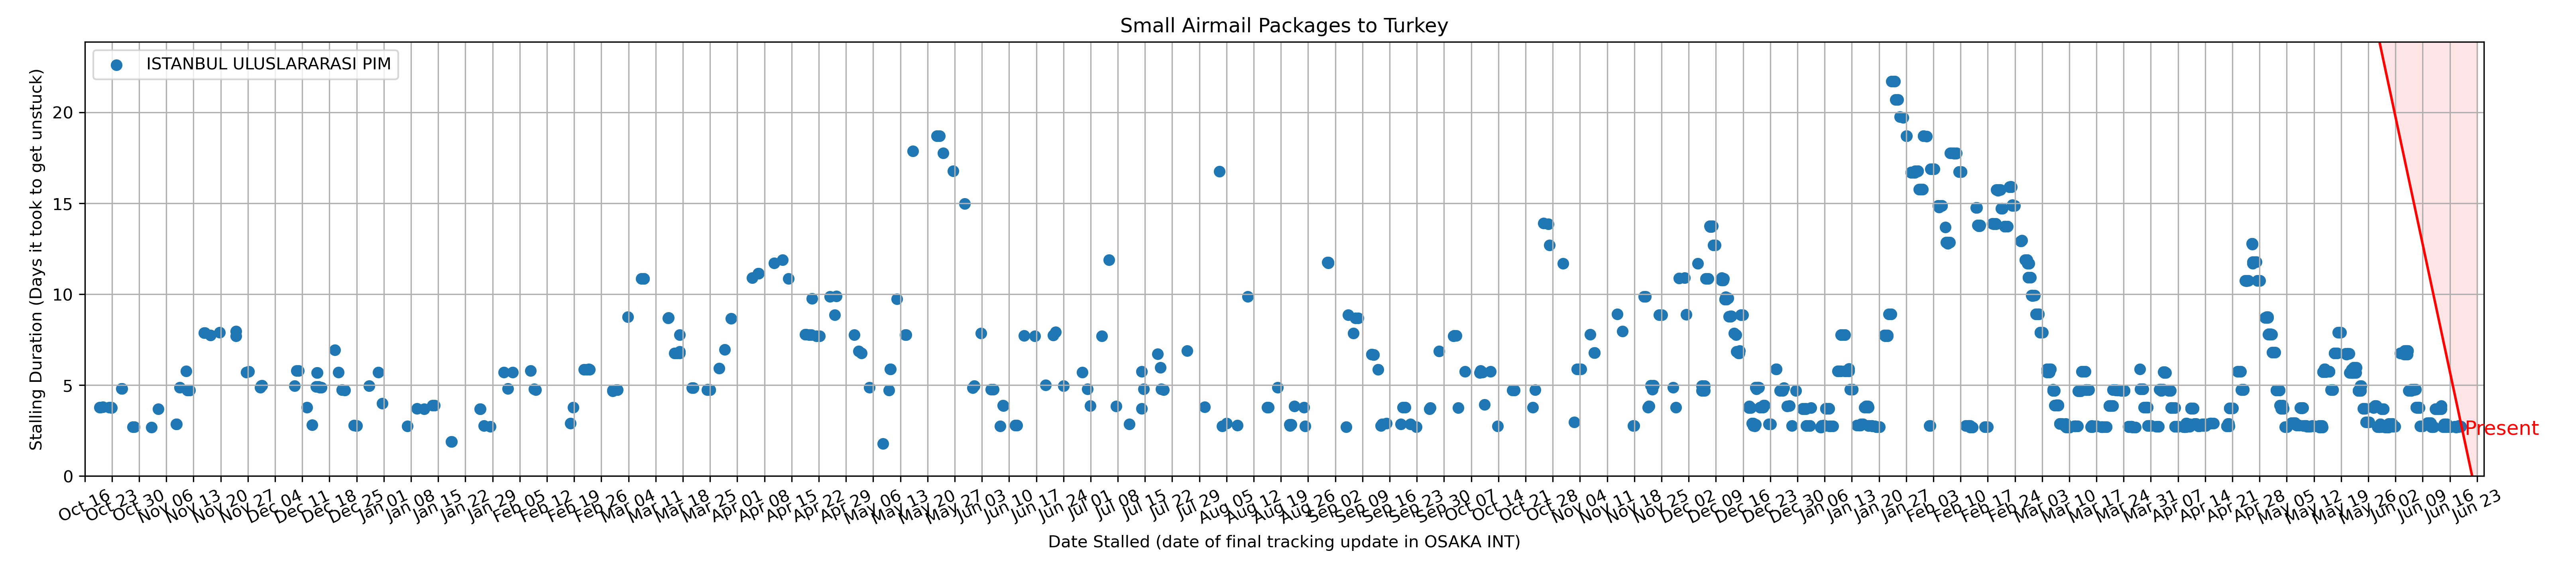 Small Airmail Packages to Turkey
ISTANBUL ULUSLARARASI PIM
Stalling Duration (Days it took to get unstuck)
20
15
10
5
0
Present
Oct 16 Oct 23 Oct 30 Nov 06 Nov 13 Nov 20 Nov 27 Dec 04 Dec 11 Dec 18 Dec 25 Jan 01 Jan 08 Jan 15 Jan 22 Jan 29 Feb 05 Feb 12 Feb 19 Feb 26 Mar 04 Mar 11 Mar 18 Mar 25 Apr 01 Apr 08 Apr 15 Apr 22 Apr 29 May 06 May 13 May 20 May 27 Jun 03 Jun 10 Jun 17 Jun 24 Jul 01 Jul 08 Jul 15 Jul 22 Jul 29 Aug 05 Aug 12 Aug 19 Aug 26 Sep 02 Sep 09 Sep 16 Sep 23 Sep 30 Oct 07 Oct 14 Oct 21 Oct 28 Nov 04 Nov 11 Nov 18 Nov 25 Dec 02 Dec 09 Dec 16 Dec 23 Dec 30 Jan 06 Jan 13 Jan 20 Jan 27 Feb 03 Feb 10 Feb 17 Feb 24 Mar 03 Mar 10 Mar 17 Mar 24 Mar 31 Apr 07 Apr 14 Apr 21 Apr 28 May 05 May 12 May 19 May 26 Jun 02 Jun 09 Jun 16 Jun 23
Date Stalled (date of final tracking update in OSAKA INT)